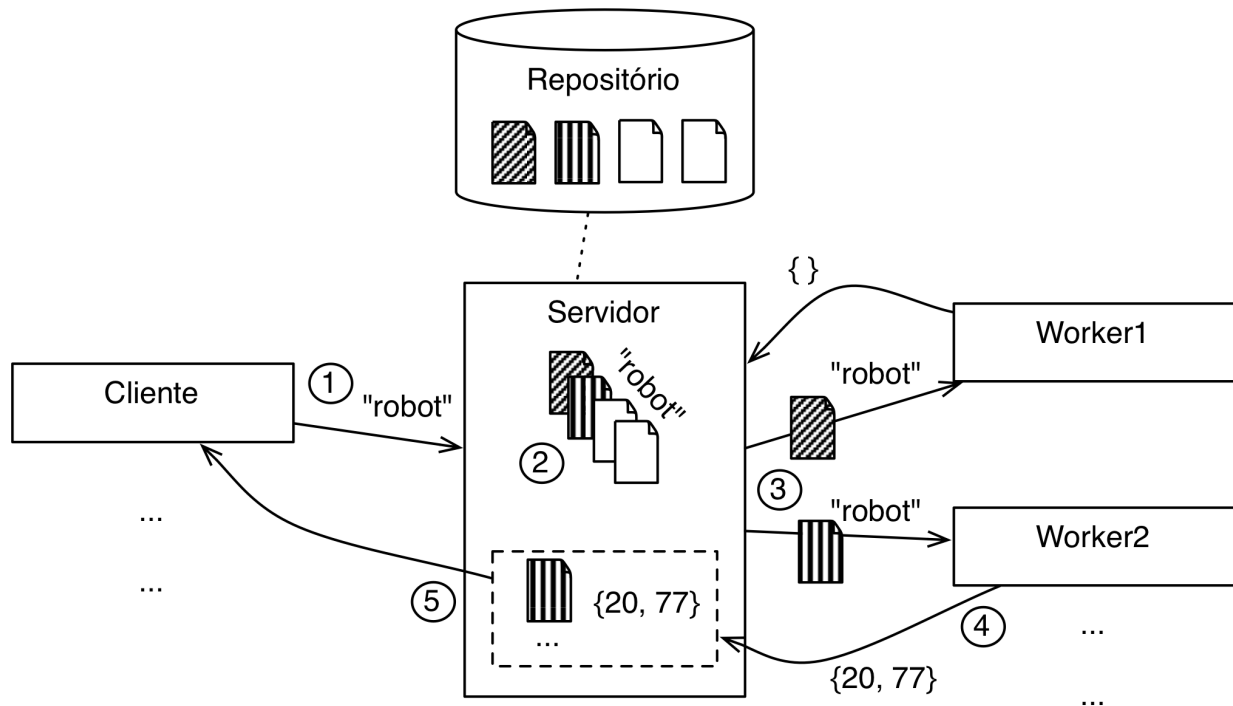 Repositório
{ }
Servidor
Worker1
"robot"
"robot"
Cliente
1
"robot"
2
3
"robot"
Worker2
...
...
5
{20, 77}
...
4
{20, 77}
...
...